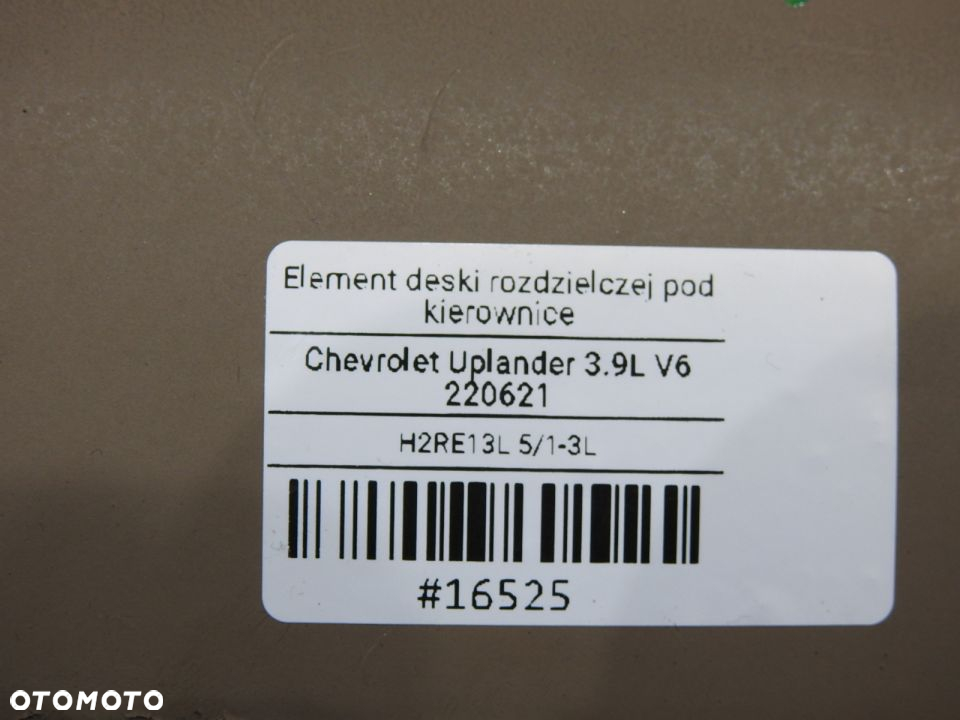 Element deski rozdzielczej pod
kierownice
Chevrolet Uplander 3.9L V6
220621
H2RE13L 5/1-3L
#16525
OTOMOTO